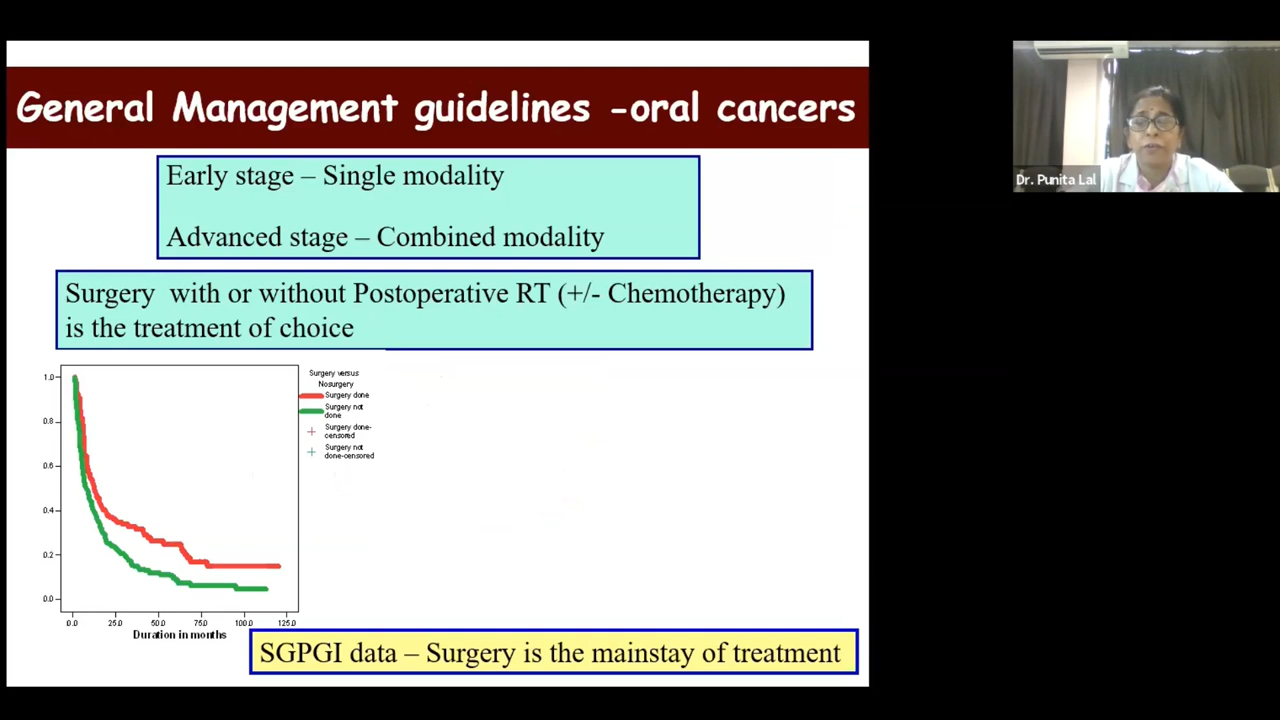 General Management guidelines -oral cancers
Early stage – Single modality
Advanced stage – Combined modality
Surgery with or without Postoperative RT (+/- Chemotherapy)
is the treatment of choice
Surgery versus
Nosurgery
Surgery done
Surgery not
done
Surgery done-
censored
Surgery not
done-censored
1.0
0.8
0.6
0.4
0.2
0.0
0.0 25.0 50.0 75.0 100.0 125.0
Duration in months
SGPGI data – Surgery is the mainstay of treatment
Dr. Punita Lal